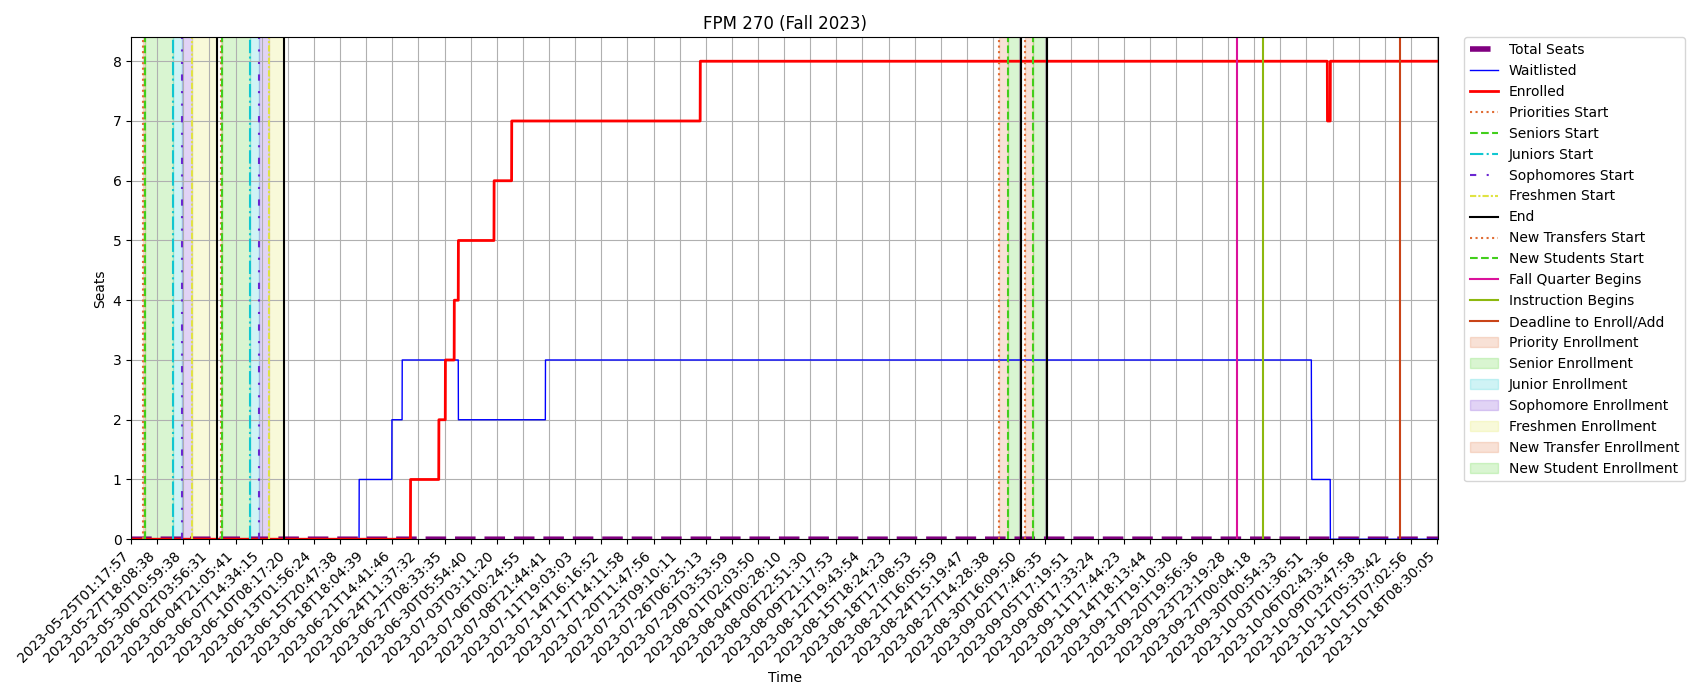 FPM 270 (Fall 2023)
Seats
8
7
6
5
4
3
2
1
0
2023-05-25T01:17:57
2023-05-27T18:08:38
2023-05-30T10:59:38
2023-06-02T03:56:31
2023-06-04T21:05:41
2023-06-07T14:34:15
2023-06-10T08:17:20
2023-06-13T01:56:24
2023-06-15T20:47:38
2023-06-18T18:04:39
2023-06-21T14:41:46
2023-06-24T11:37:32
2023-06-27T08:33:35
2023-06-30T05:54:40
2023-07-03T03:11:20
2023-07-06T00:24:55
2023-07-08T21:44:41
2023-07-11T19:03:03
2023-07-14T16:16:52
2023-07-17T14:11:58
2023-07-20T11:47:56
2023-07-23T09:10:11
2023-07-26T06:25:13
2023-07-29T03:53:59
2023-08-01T02:03:50
2023-08-04T00:28:10
2023-08-06T22:51:30
2023-08-09T21:17:53
2023-08-12T19:43:54
2023-08-15T18:24:23
2023-08-18T17:08:53
2023-08-21T16:05:59
2023-08-24T15:19:47
2023-08-27T14:28:38
2023-08-30T16:09:50
2023-09-02T17:46:35
2023-09-05T17:19:51
2023-09-08T17:33:24
2023-09-11T17:44:23
2023-09-14T18:13:44
2023-09-17T19:10:30
2023-09-20T19:56:36
2023-09-23T23:19:28
2023-09-27T00:04:18
2023-09-30T00:54:33
2023-10-03T01:36:51
2023-10-06T02:43:36
2023-10-09T03:47:58
2023-10-12T05:33:42
2023-10-15T07:02:56
2023-10-18T08:30:05
Time
Total Seats
Waitlisted
Enrolled
Priorities Start
Seniors Start
Juniors Start
Sophomores Start
Freshmen Start
End
New Transfers Start
New Students Start
Fall Quarter Begins
Instruction Begins
Deadline to Enroll/Add
Priority Enrollment
Senior Enrollment
Junior Enrollment
Sophomore Enrollment
Freshmen Enrollment
New Transfer Enrollment
New Student Enrollment